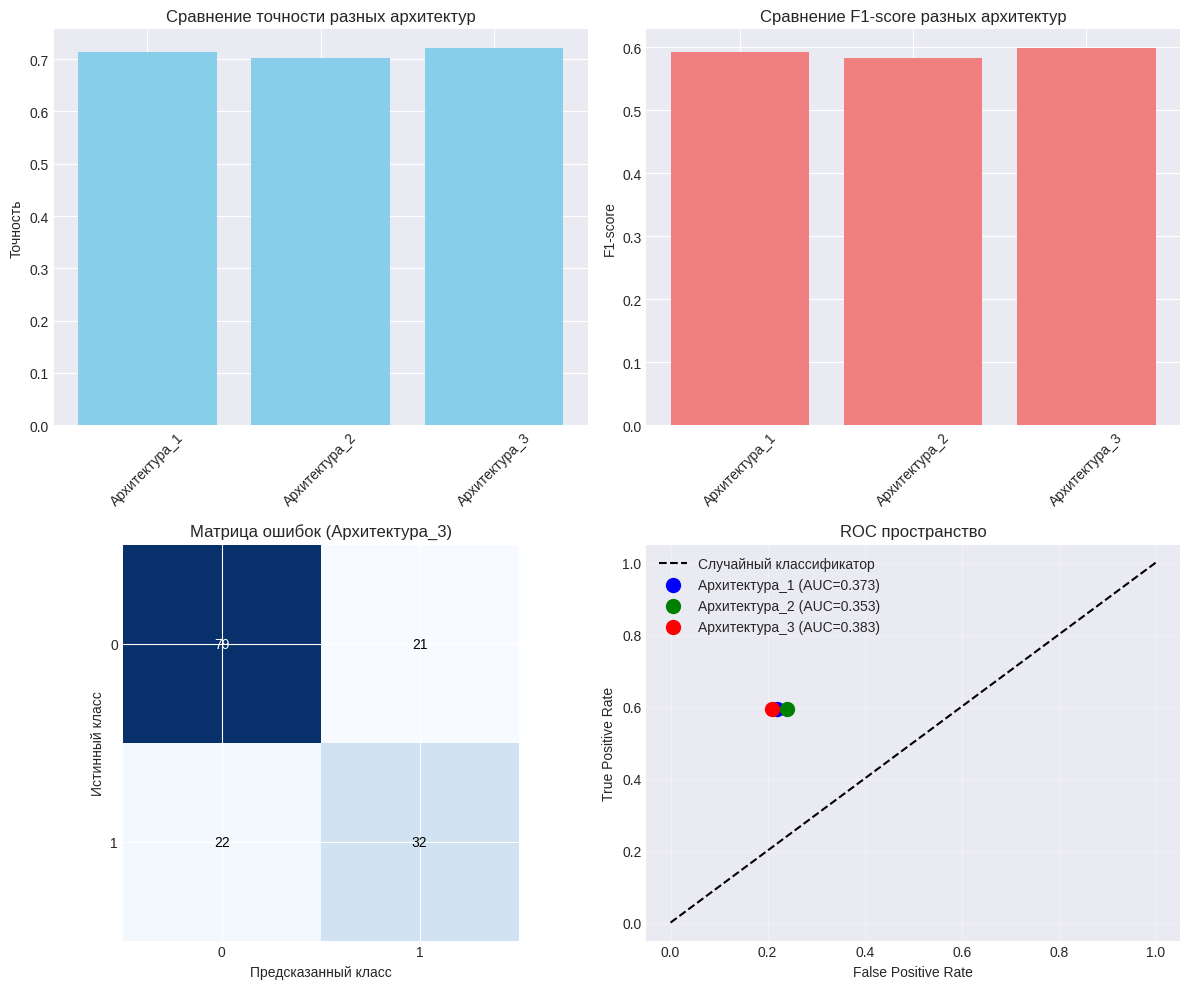 Сравнение точности разных архитектур
Точность
0.7
0.6
0.5
0.4
0.3
0.2
0.1
0.0
Архитектура_1
Архитектура_2
Архитектура_3
Сравнение F1-score разных архитектур
F1-score
0.6
0.5
0.4
0.3
0.2
0.1
0.0
Архитектура_1
Архитектура_2
Архитектура_3
Матрица ошибок (Архитектура_3)
Истинный класс
0
1
79
21
22
32
0
1
Предсказанный класс
ROC пространство
True Positive Rate
1.0
0.8
0.6
0.4
0.2
0.0
Случайный классификатор
Архитектура_1 (AUC=0.373)
Архитектура_2 (AUC=0.353)
Архитектура_3 (AUC=0.383)
0.0
0.2
0.4
0.6
0.8
1.0
False Positive Rate